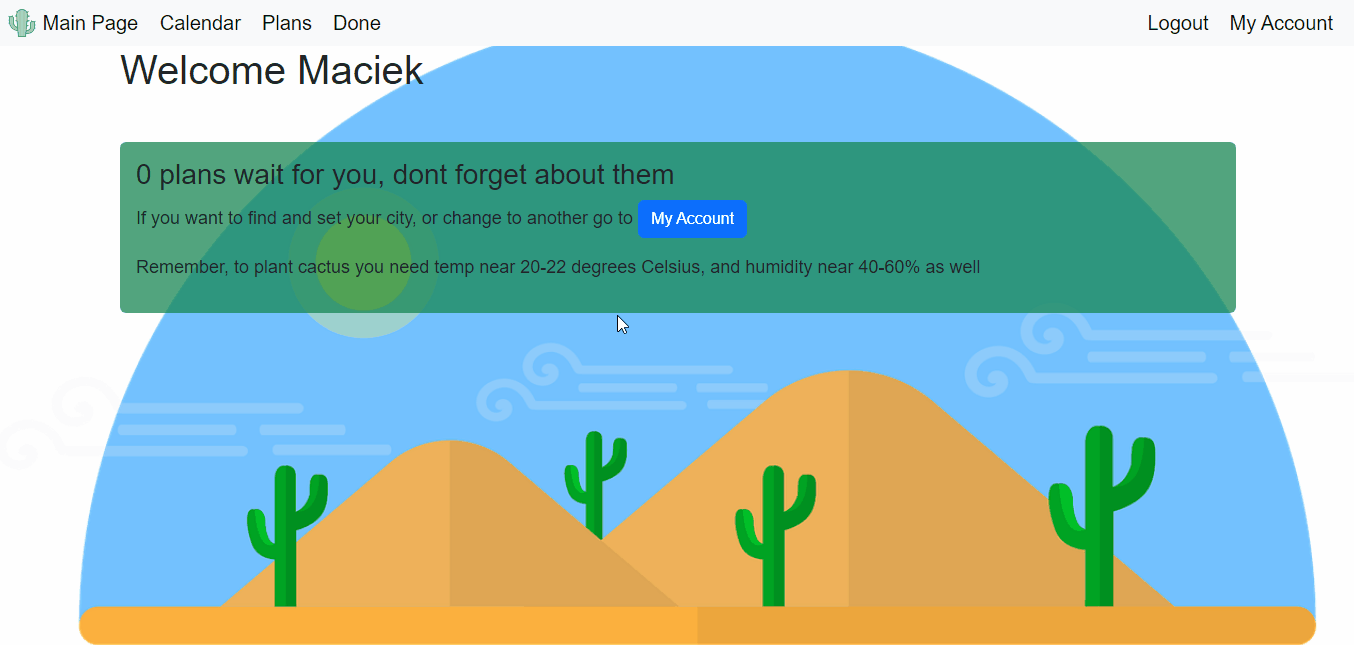 Main Page Calendar Plans Done Logout My Account
Welcome Maciek
0 plans wait for you, dont forget about them
If you want to find and set your city, or change to another go to My Account
Remember, to plant cactus you need temp near 20-22 degrees Celsius, and humidity near 40-60% as well